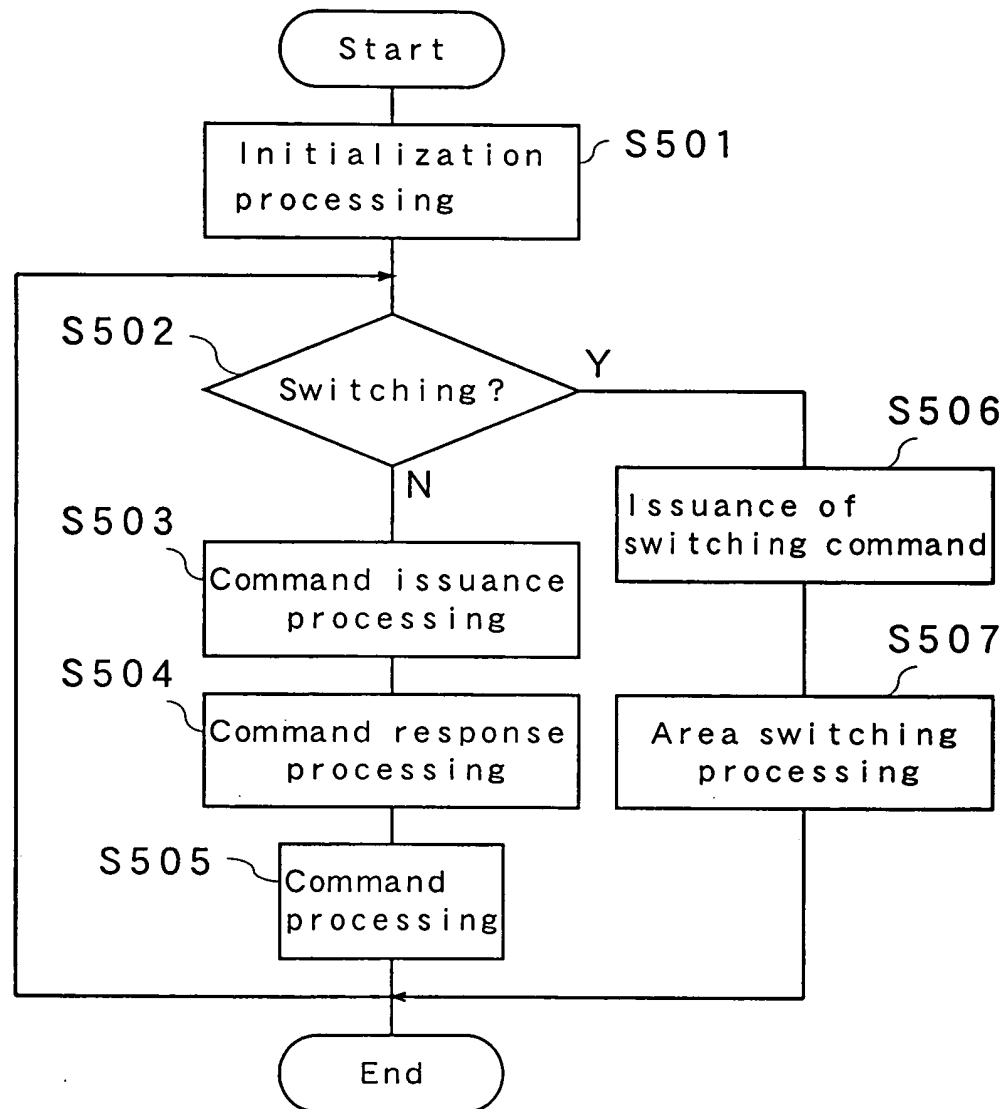 Start
Initialization
processing
S501
S502
Switching?
Y
N
S503
Command issuance
processing
S504
Command response
processing
S505
Command
processing
S506
Issuance of
switching command
S507
Area switching
processing
End